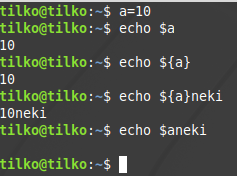 tilko@tilko:~$ a=10
tilko@tilko:~$ echo $a
10
tilko@tilko:~$ echo ${a}
10
tilko@tilko:~$ echo ${a}neki
10neki
tilko@tilko:~$ echo $aneki

tilko@tilko:~$